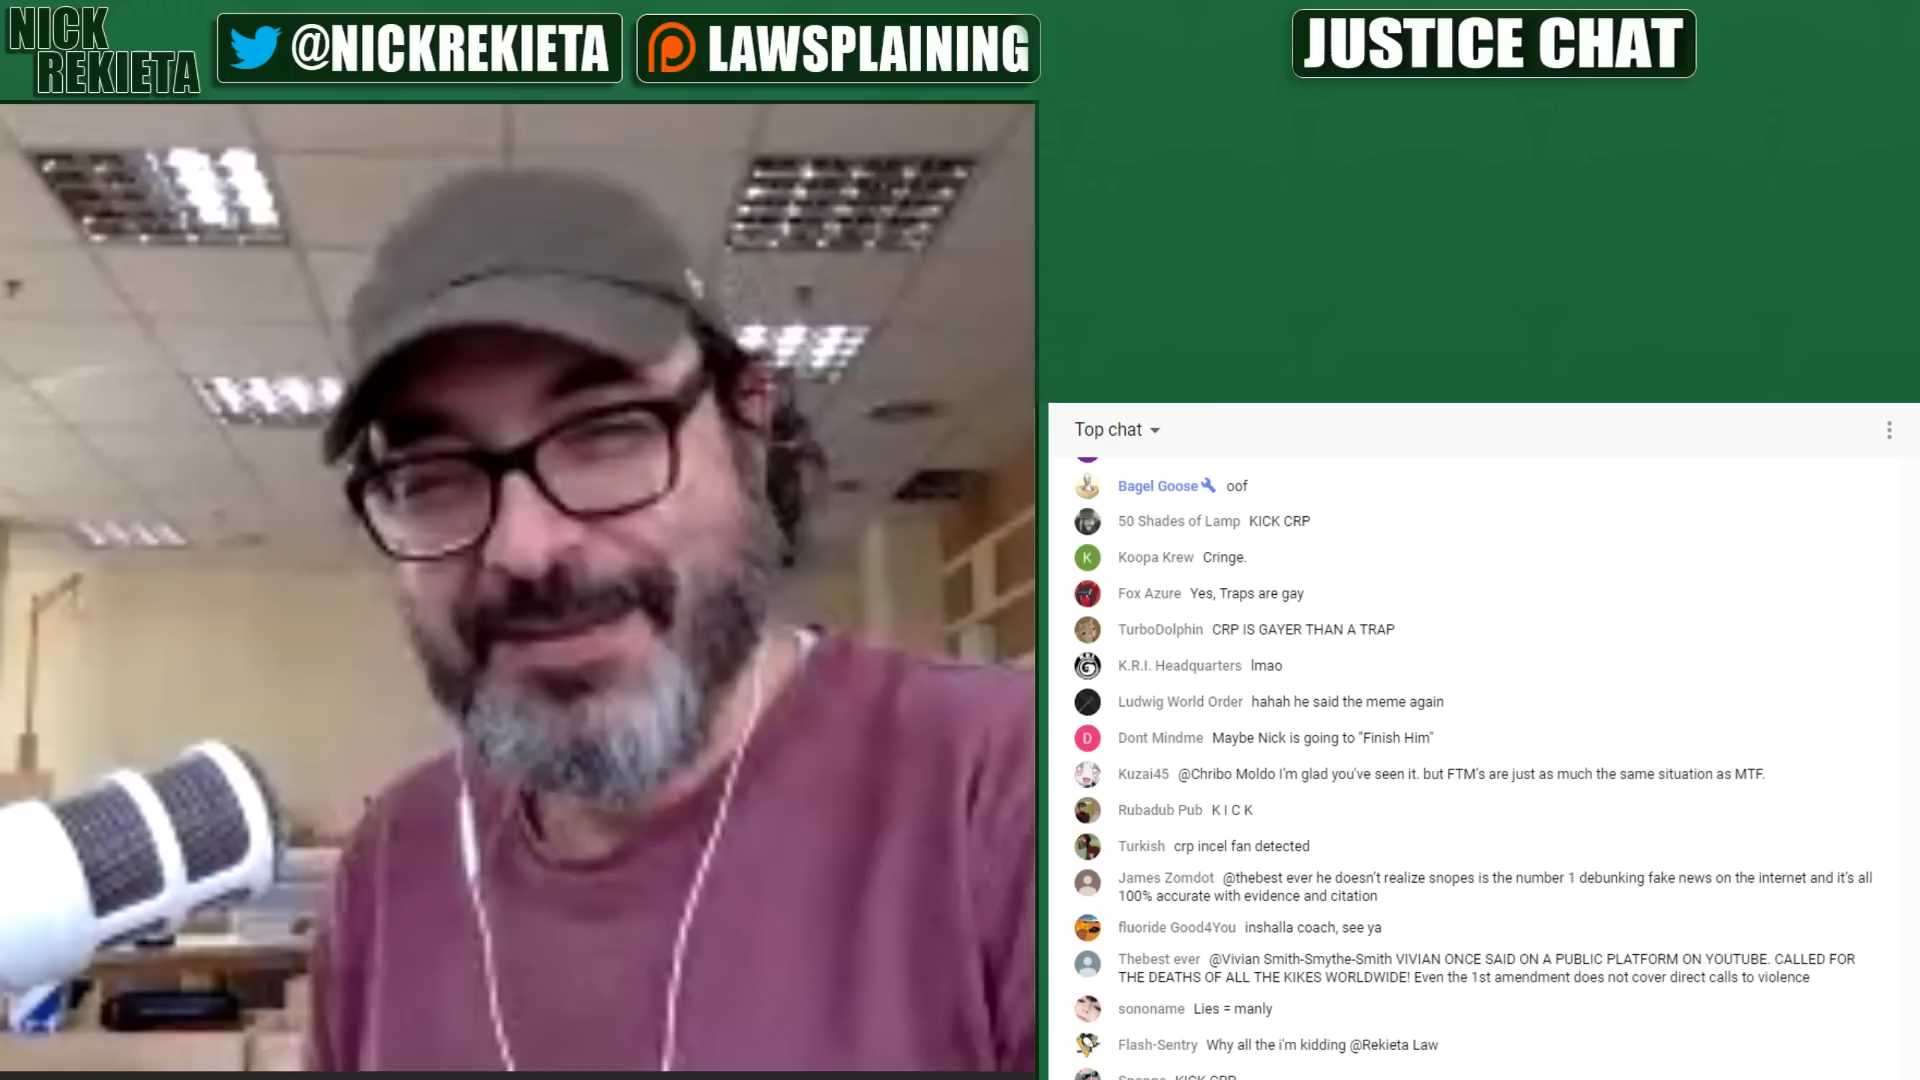 NICK
REKIETA
@NICKREKIETA
LAWSPLAINING
JUSTICE CHAT
Top chat
Bagel Goose oof
50 Shades of Lamp KICK CRP
K
Koopa Krew Cringe.
Fox Azure Yes, Traps are gay
TurboDolphin CRP IS GAYER THAN A TRAP
K.R.I. Headquarters lmao
Ludwig World Order hahah he said the meme again
D
Dont Mindme Maybe Nick is going to "Finish Him"
Kuzai45 @Chribo Moldo I'm glad you've seen it. but FTM's are just as much the same situation as MTF.
Rubadub Pub K I C K
Turkish crp incel fan detected
James Zomdot @thebest ever he doesn't realize snopes is the number 1 debunking fake news on the internet and it's all
100% accurate with evidence and citation
fluoride Good4You inshalla coach, see ya
Thebest ever @Vivian Smith-Smythe-Smith VIVIAN ONCE SAID ON A PUBLIC PLATFORM ON YOUTUBE. CALLED FOR
THE DEATHS OF ALL THE KIKES WORLDWIDE! Even the 1st amendment does not cover direct calls to violence
sononame Lies = manly
Flash-Sentry Why all the i'm kidding @Rekieta Law
KICK CRP